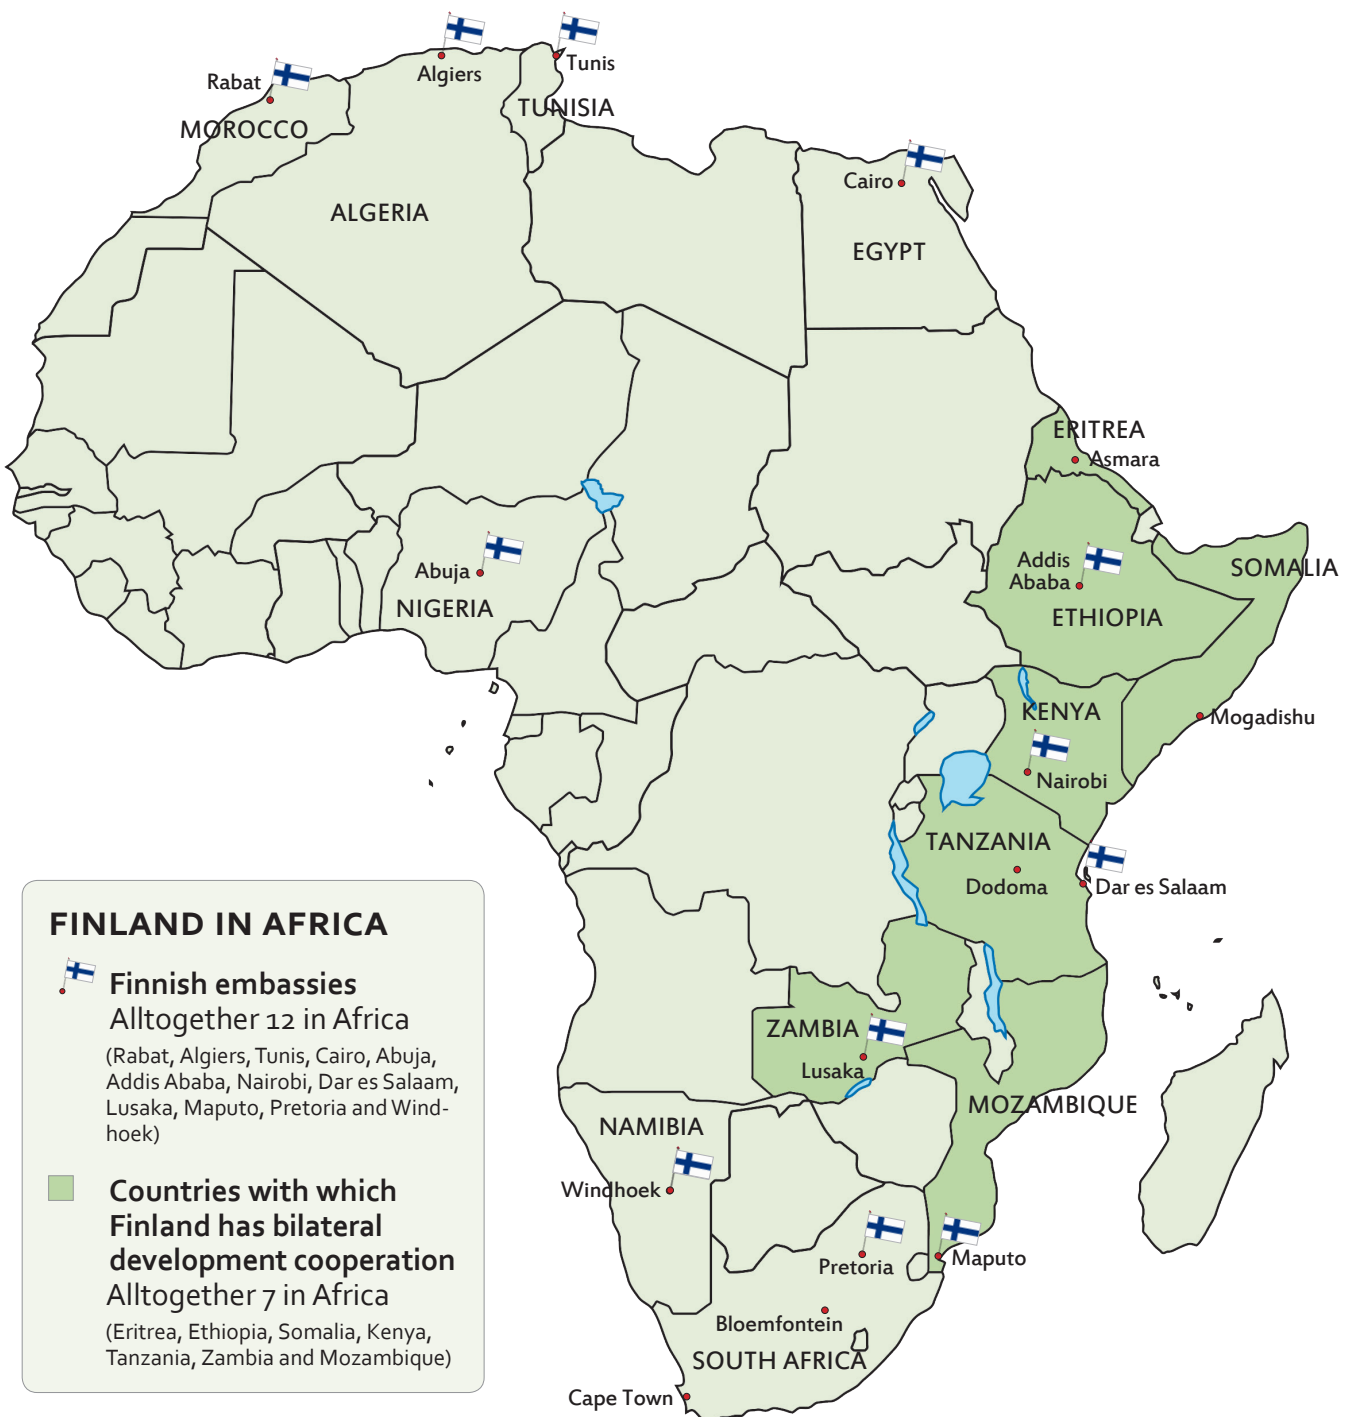 Rabat
Algiers
Tunis
MOROCCO
TUNISIA
Cairo
ALGERIA
EGYPT
ERITREA
Asmara
Addis
Ababa
SOMALIA
Abuja
NIGERIA
ETHIOPIA
KENYA
Mogadishu
Nairobi
TANZANIA
Dodoma
Dar es Salaam
ZAMBIA
Lusaka
MOZAMBIQUE
NAMIBIA
Windhoek
Pretoria
Maputo
Bloemfontein
SOUTH AFRICA
Cape Town
FINLAND IN AFRICA
Finnish embassies
Alltogether 12 in Africa
(Rabat, Algiers, Tunis, Cairo, Abuja,
Addis Ababa, Nairobi, Dar es Salaam,
Lusaka, Maputo, Pretoria and Wind-
hoek)
Countries with which
Finland has bilateral
development cooperation
Alltogether 7 in Africa
(Eritrea, Ethiopia, Somalia, Kenya,
Tanzania, Zambia and Mozambique)